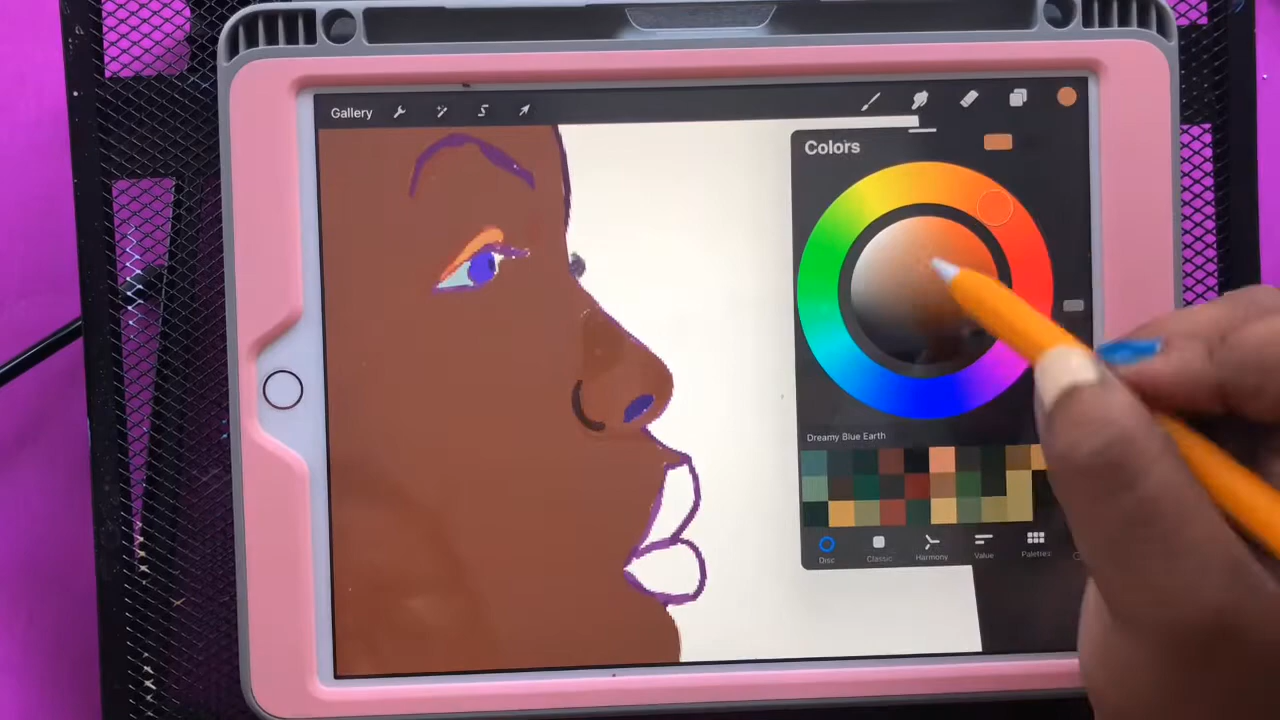 Gallery
Colors
Dreamy Blue Earth
Disc
Classic
Harmony
Value
Palettes